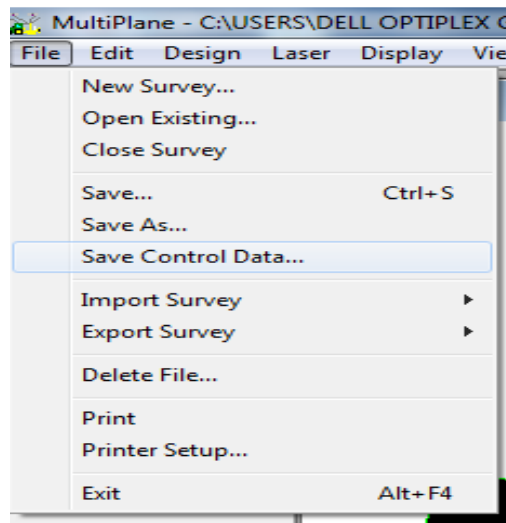 MultiPlane - C:\USERS\DELL OPTIPLEX
File Edit Design Laser Display
New Survey...
Open Existing...
Close Survey
Save... Ctrl+S
Save As...
Save Control Data...
Import Survey
Export Survey
Delete File...
Print
Printer Setup...
Exit Alt+F4